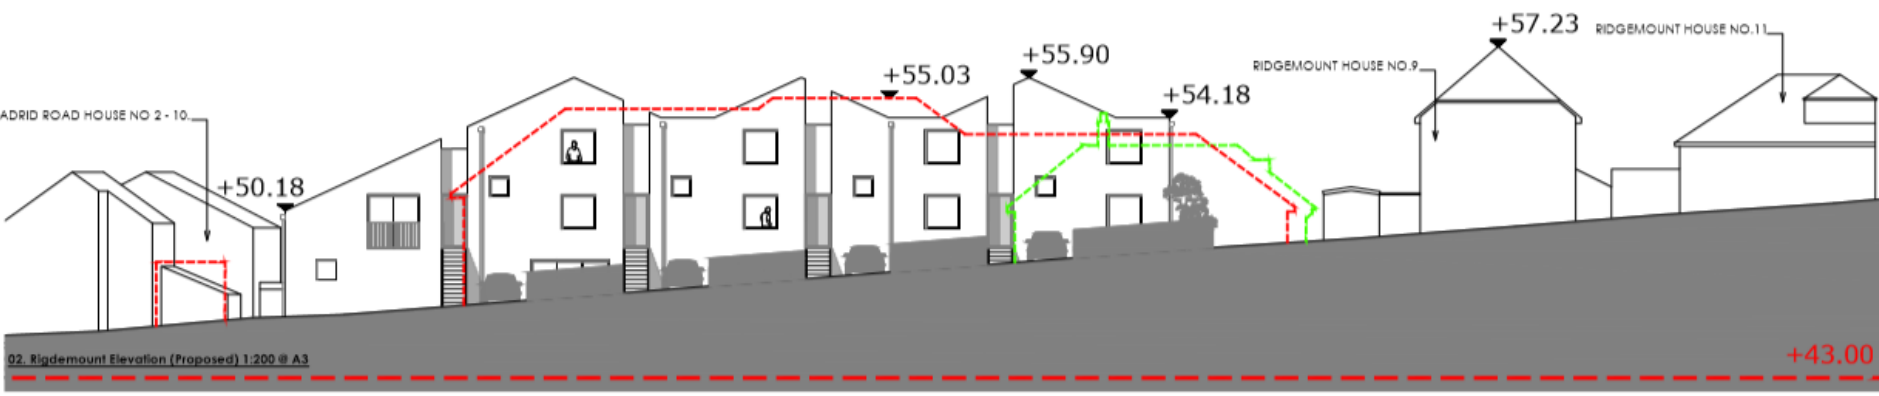 +57.23
RIDGEMOUNT HOUSE NO.11
+55.90
RIDGEMOUNT HOUSE NO.9
+55.03
+54.18
ADRID ROAD HOUSE NO 2 - 10.
+50.18
02. Rigdemount Elevation (Proposed) 1:200 @ A3
+43.00